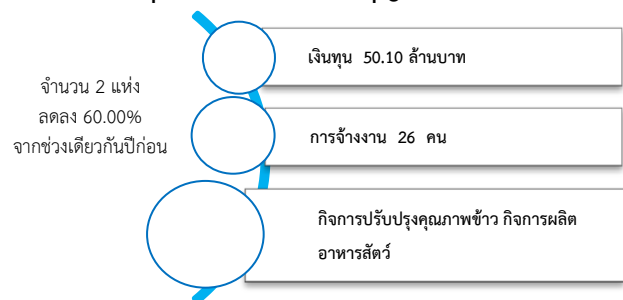 จำนวน 2 แห่ง
ลดลง 60.00%
จากช่วงเดียวกันปีก่อน
เงินทุน 50.10 ล้านบาท
การจ้างงาน 26 คน
กิจการปรับปรุงคุณภาพข้าว กิจการผลิต
อาหารสัตว์